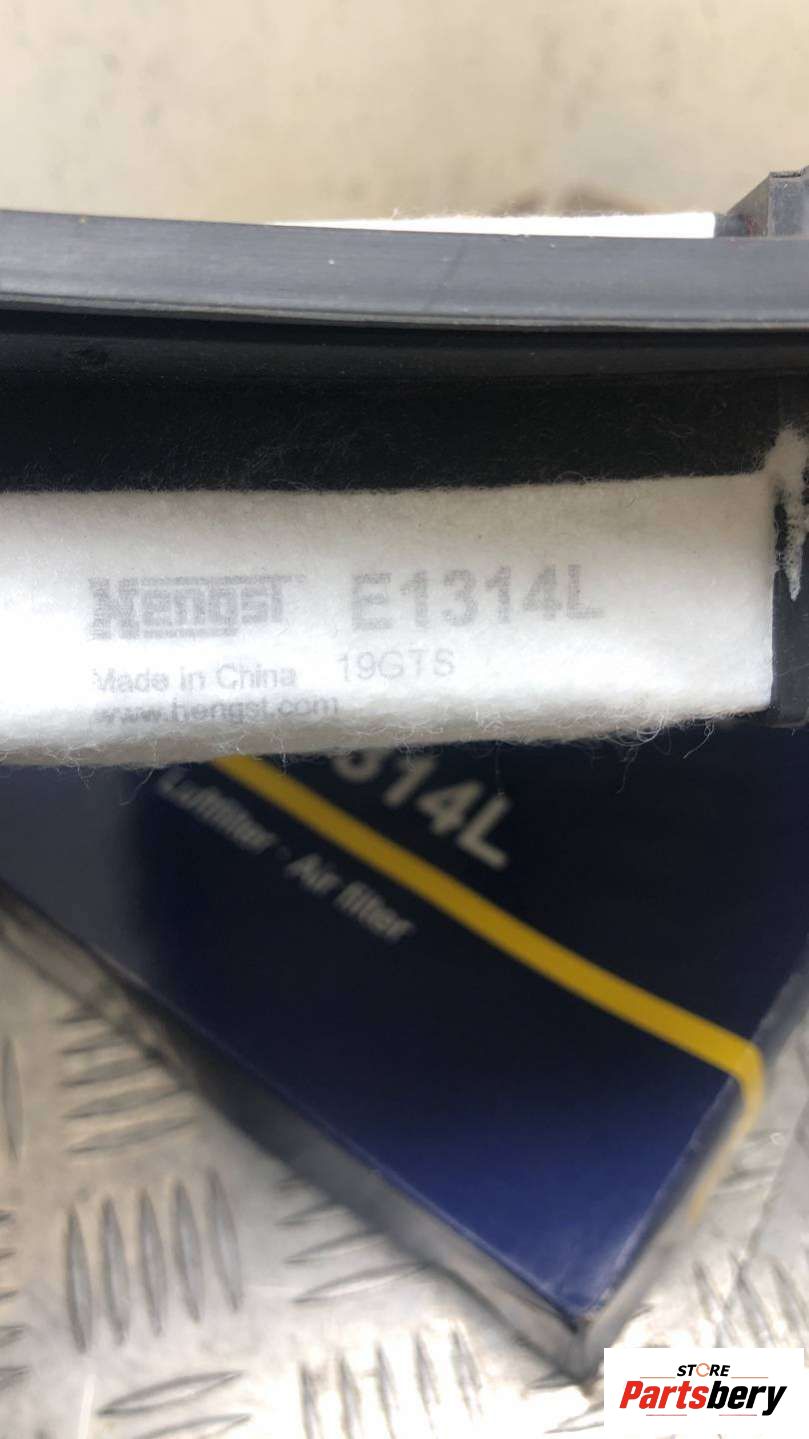 Hengst E1314L
Made in China 19GTS
www.hengst.com
314L
Luftfilter - Air filter
STORE
Partsbery